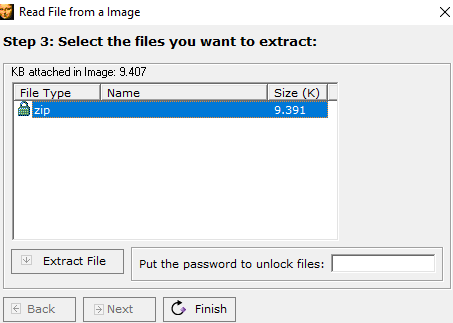 Read File from a Image
Step 3: Select the files you want to extract:
KB attached in Image: 9.407
File Type Name Size (K)
zip 9.391
Extract File Put the password to unlock files:
Back Next Finish